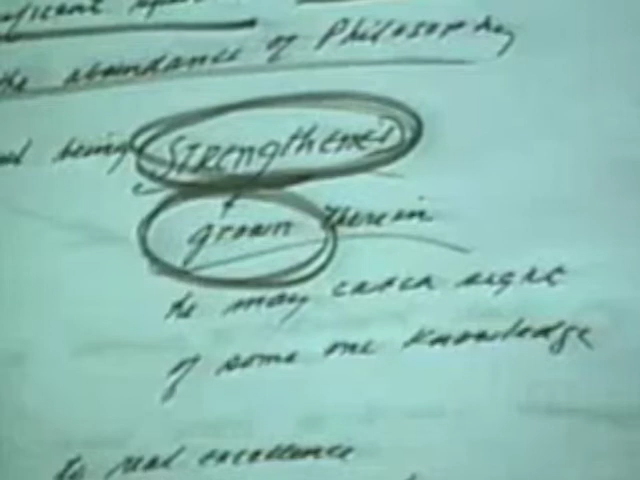 the abundance of Philosophy
being Strengthened
grown Therein
he may catch sight
of some one Knowledge
to real excellence